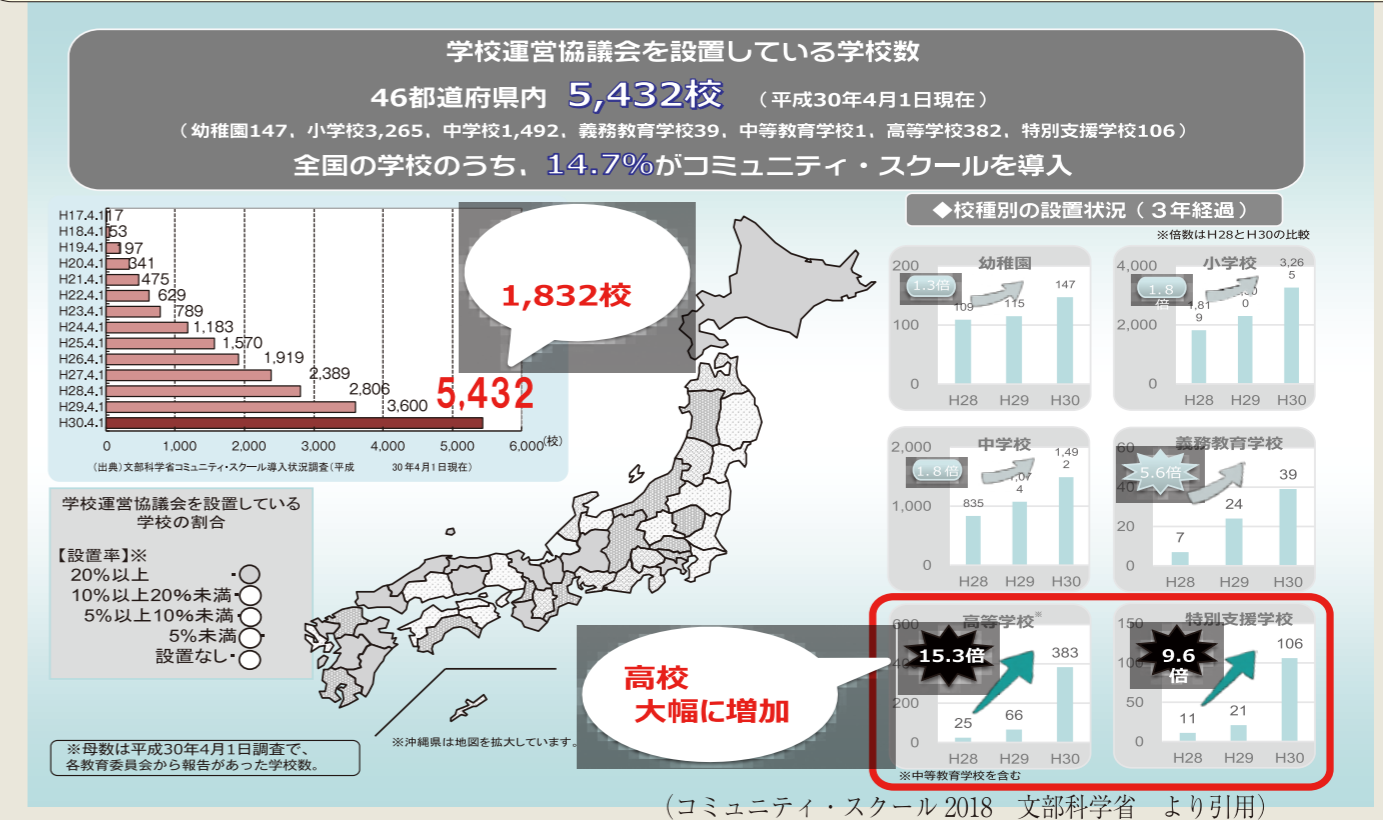 学校運営協議会を設置している学校数
46都道府県内 5,432校 （平成30年4月1日現在）
（幼稚園147，小学校3,265，中学校1,492，義務教育学校39，中等教育学校1，高等学校382，特別支援学校106）
全国の学校のうち，14.7%がコミュニティ・スクールを導入
H17.4.1 17
H18.4.1 53
H19.4.1 197
H20.4.1 341
H21.4.1 475
H22.4.1 629
H23.4.1 789
H24.4.1 1,183
H25.4.1 1,570
H26.4.1 1,919
H27.4.1 2,389
H28.4.1 2,806
H29.4.1 3,600
H30.4.1 5,432
0 1,000 2,000 3,000 4,000 5,000 6,000 (校)
（出典）文部科学省コミュニティ・スクール導入状況調査（平成 30年4月1日現在）
1,832校
学校運営協議会を設置している
学校の割合
【設置率】※
20%以上
10%以上20%未満
5%以上10%未満
5%未満
設置なし
※母数は平成30年4月1日調査で、
各教育委員会から報告があった学校数。
※沖縄県は地図を拡大しています。
高校
大幅に増加
◆校種別の設置状況（３年経過）
※倍数はH28とH30の比較
幼稚園
200
100
0
1.3倍
109 115 147
H28 H29 H30
小学校
4,000
2,000
0
1.8
倍
1,81
9
3,26
5
H28 H29 H30
中学校
2,000
1,000
0
1.8倍
835
4
1,49
2
H28 H29 H30
義務教育学校
60
40
20
0
5.6倍
7 24 39
H28 H29 H30
高等学校※
600
200
0
15.3倍
25 66 383
H28 H29 H30
※中等教育学校を含む
特別支援学校
150
100
50
0
9.6
倍
11 21 106
H28 H29 H30
（コミュニティ・スクール 2018 文部科学省 より引用）